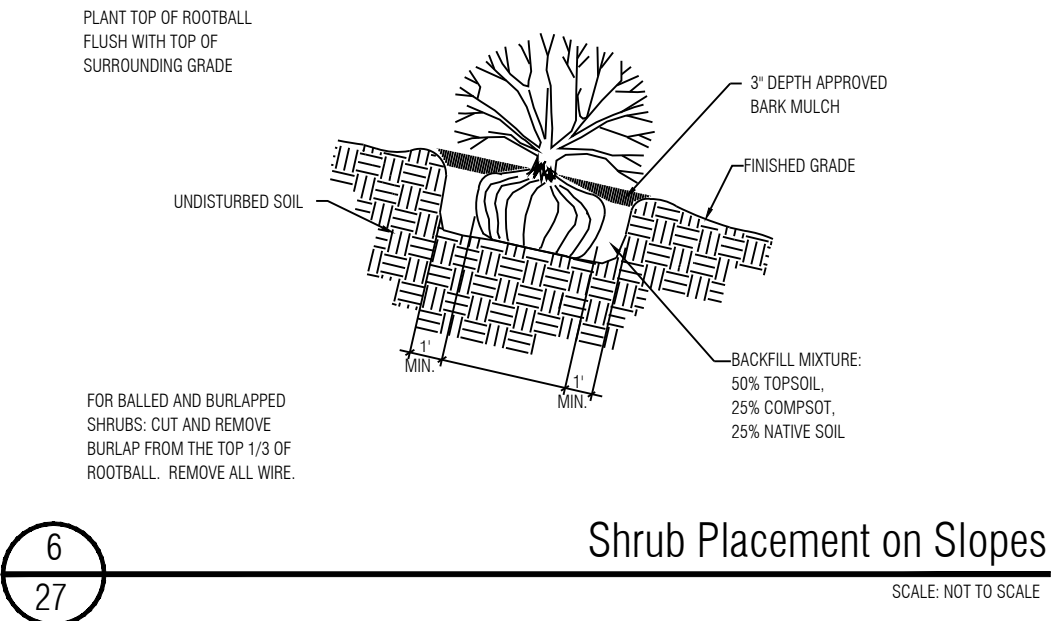 PLANT TOP OF ROOTBALL
FLUSH WITH TOP OF
SURROUNDING GRADE
3" DEPTH APPROVED
BARK MULCH
FINISHED GRADE
UNDISTURBED SOIL
1'
MIN.
1'
MIN.
BACKFILL MIXTURE:
50% TOPSOIL,
25% COMPSOT,
25% NATIVE SOIL
FOR BALLED AND BURLAPPED
SHRUBS: CUT AND REMOVE
BURLAP FROM THE TOP 1/3 OF
ROOTBALL. REMOVE ALL WIRE.
6
27
Shrub Placement on Slopes
SCALE: NOT TO SCALE